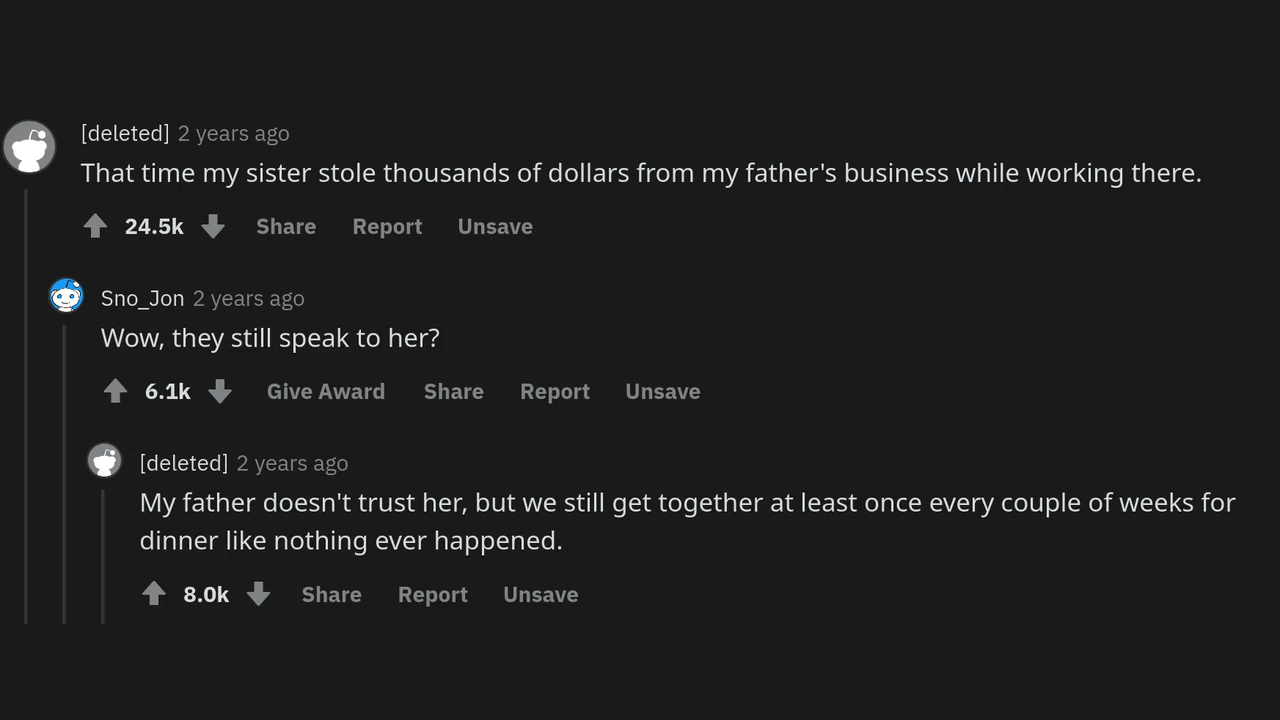 [deleted] 2 years ago
That time my sister stole thousands of dollars from my father's business while working there.
24.5k Share Report Unsave
Sno_Jon 2 years ago
Wow, they still speak to her?
6.1k Give Award Share Report Unsave
[deleted] 2 years ago
My father doesn't trust her, but we still get together at least once every couple of weeks for
dinner like nothing ever happened.
8.0k Share Report Unsave